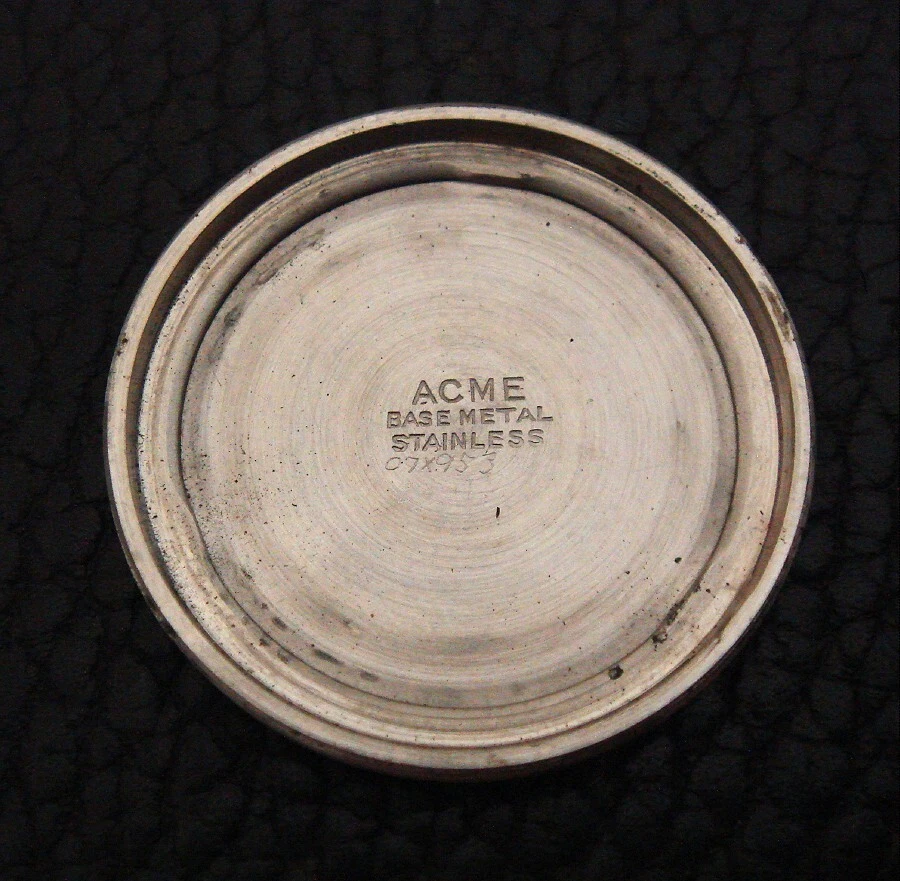 ACME
BASE METAL
STAINLESS
07X953